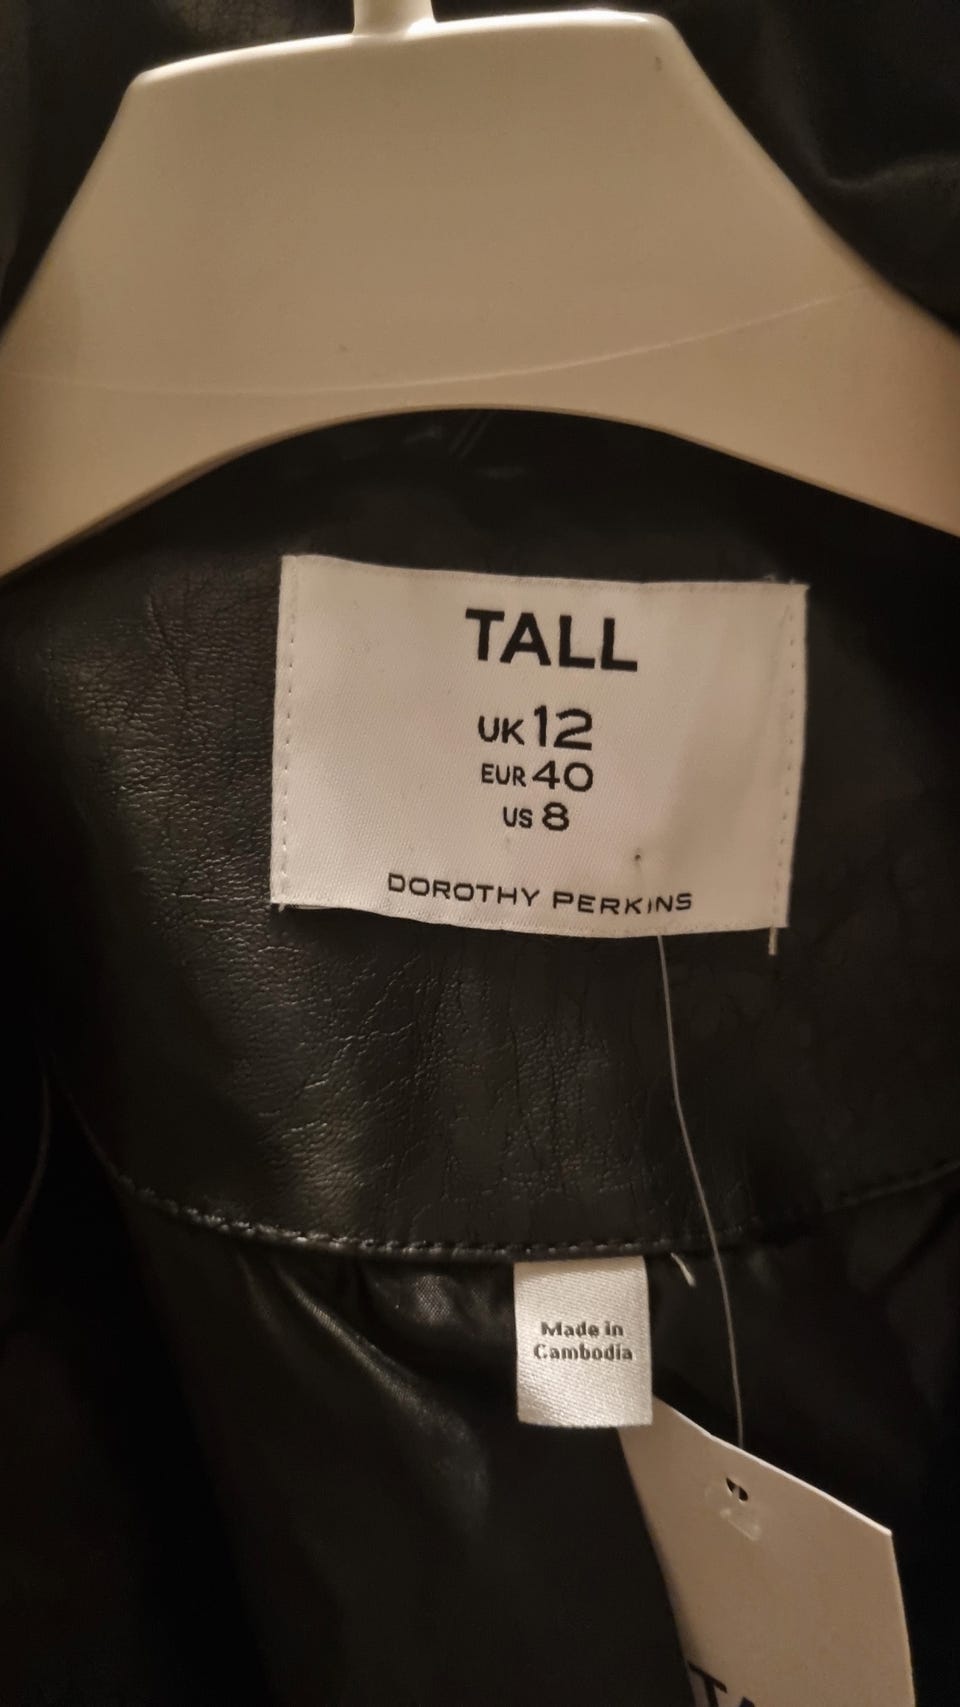 TALL
UK 12
EUR 40
US 8
DOROTHY PERKINS
Made in
Cambodia